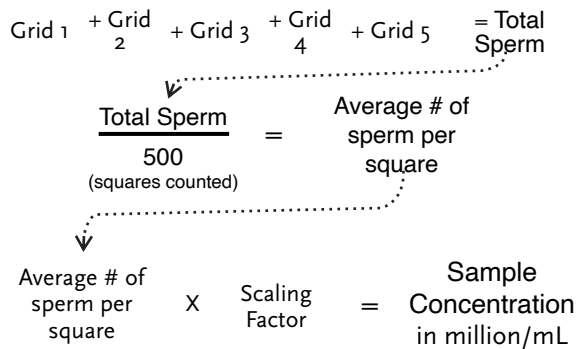 Grid 1 + Grid 2 + Grid 3 + Grid 4 + Grid 5 = Total Sperm
Total Sperm
500
(squares counted)
=
Average # of
sperm per
square
Average # of
sperm per
square
X
Scaling
Factor
=
Sample
Concentration
in million/mL